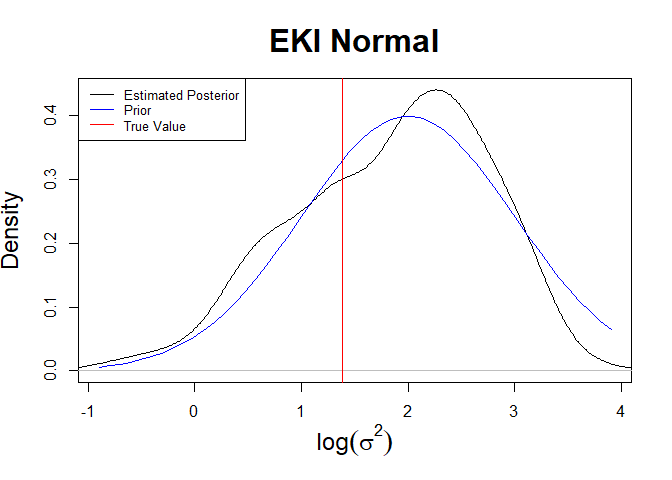 EKI Normal
Estimated Posterior
Prior
True Value
Density
0.0
0.1
0.2
0.3
0.4
-1 0 1 2 3 4
log(σ²)